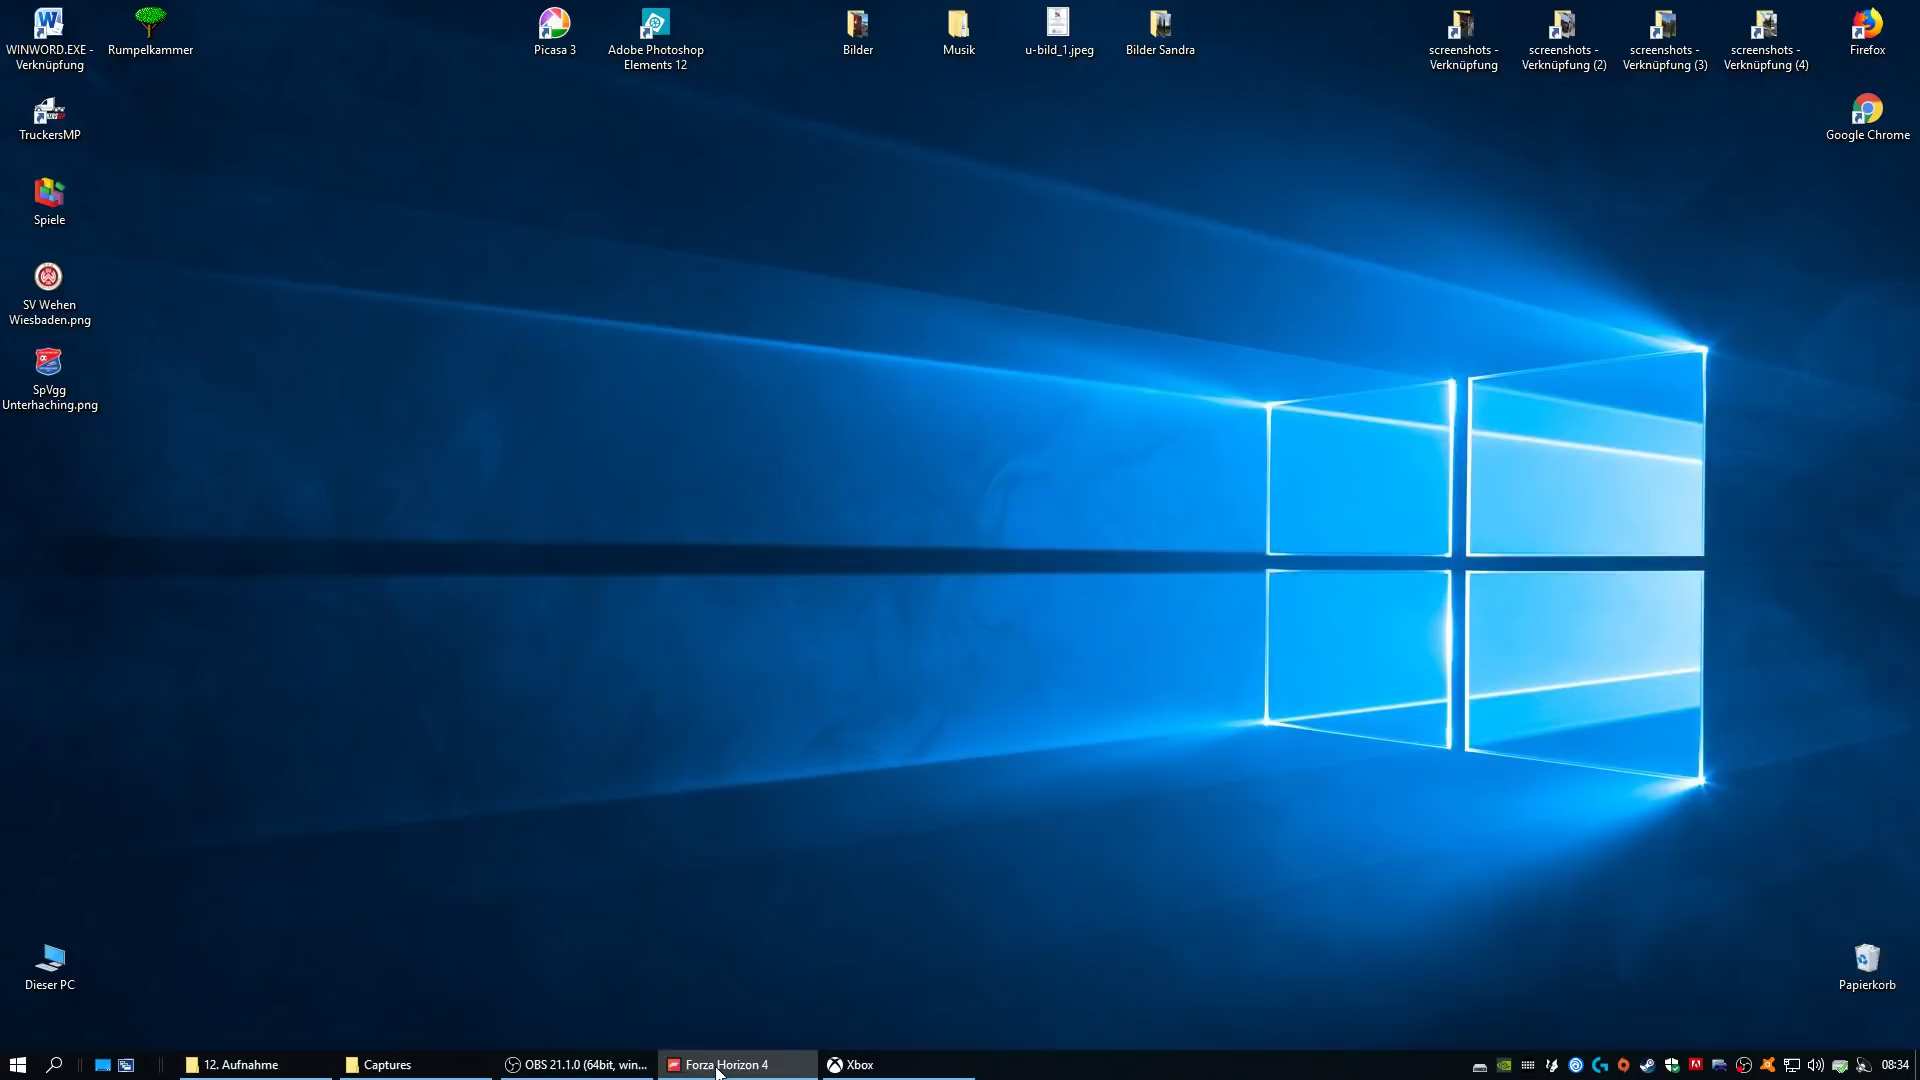 WINWORD.EXE -
Verknüpfung
Rumpelkammer
Picasa 3
Adobe Photoshop
Elements 12
Bilder
Musik
u-bild_1.jpeg
Bilder Sandra
screenshots -
Verknüpfung
screenshots -
Verknüpfung (2)
screenshots -
Verknüpfung (3)
screenshots -
Verknüpfung (4)
Firefox
TruckersMP
Google Chrome
Spiele
SV Wehen
Wiesbaden.png
SpVgg
Unterhaching.png
Dieser PC
Papierkorb
12. Aufnahme
Captures
OBS 21.1.0 (64bit, win...
Forza Horizon 4
Xbox
08:34